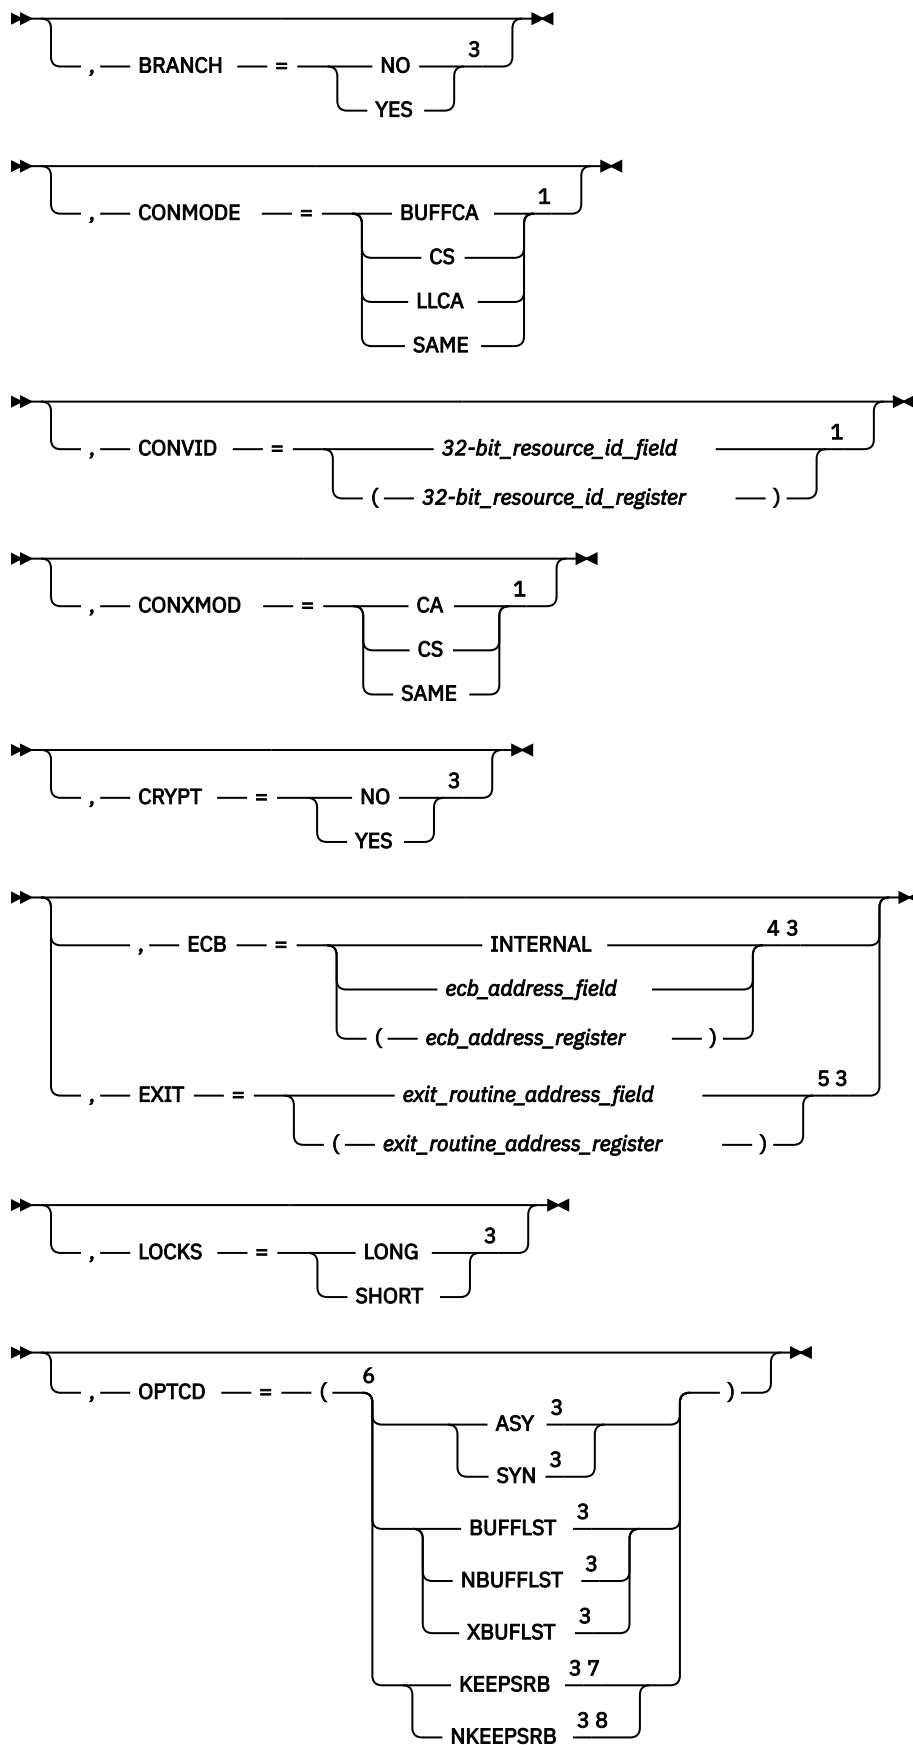 , BRANCH = NO 3
YES
, CONMODE = BUFFCA 1
CS
LLCA
SAME
, CONVID = 32-bit_resource_id_field 1
( 32-bit_resource_id_register )
, CONXMOD = CA 1
CS
SAME
, CRYPT = NO 3
YES
, ECB = INTERNAL 4 3
ecb_address_field
( ecb_address_register )
, EXIT = exit_routine_address_field 5 3
( exit_routine_address_register )
, LOCKS = LONG 3
SHORT
, OPTCD = ( 6 )
ASY 3
SYN 3
BUFFLST 3
NBUFFLST 3
XBUFLST 3
KEEPSRB 3 7
NKEEPSRB 3 8